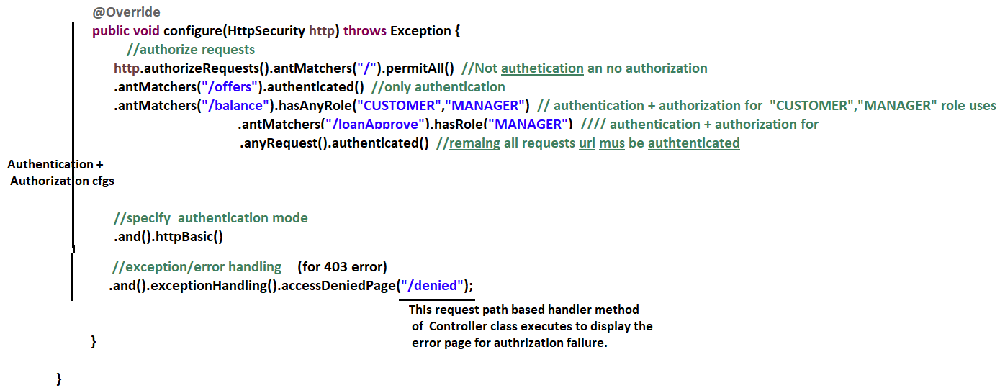 @Override
public void configure(HttpSecurity http) throws Exception {
//authorize requests
http.authorizeRequests().antMatchers("/").permitAll() //Not authetication an no authorization
.antMatchers("/offers").authenticated() //only authentication
.antMatchers("/balance").hasAnyRole("CUSTOMER","MANAGER") // authentication + authorization for "CUSTOMER","MANAGER" role uses
.antMatchers("/loanApprove").hasRole("MANAGER") //// authentication + authorization for
.anyRequest().authenticated() //remaing all requests url mus be authtenticated
Authentication +
Authorization cfgs
//specify authentication mode
.and().httpBasic()
//exception/error handling (for 403 error)
.and().exceptionHandling().accessDeniedPage("/denied");
This request path based handler method
of Controller class executes to display the
error page for authrization failure.
}
}